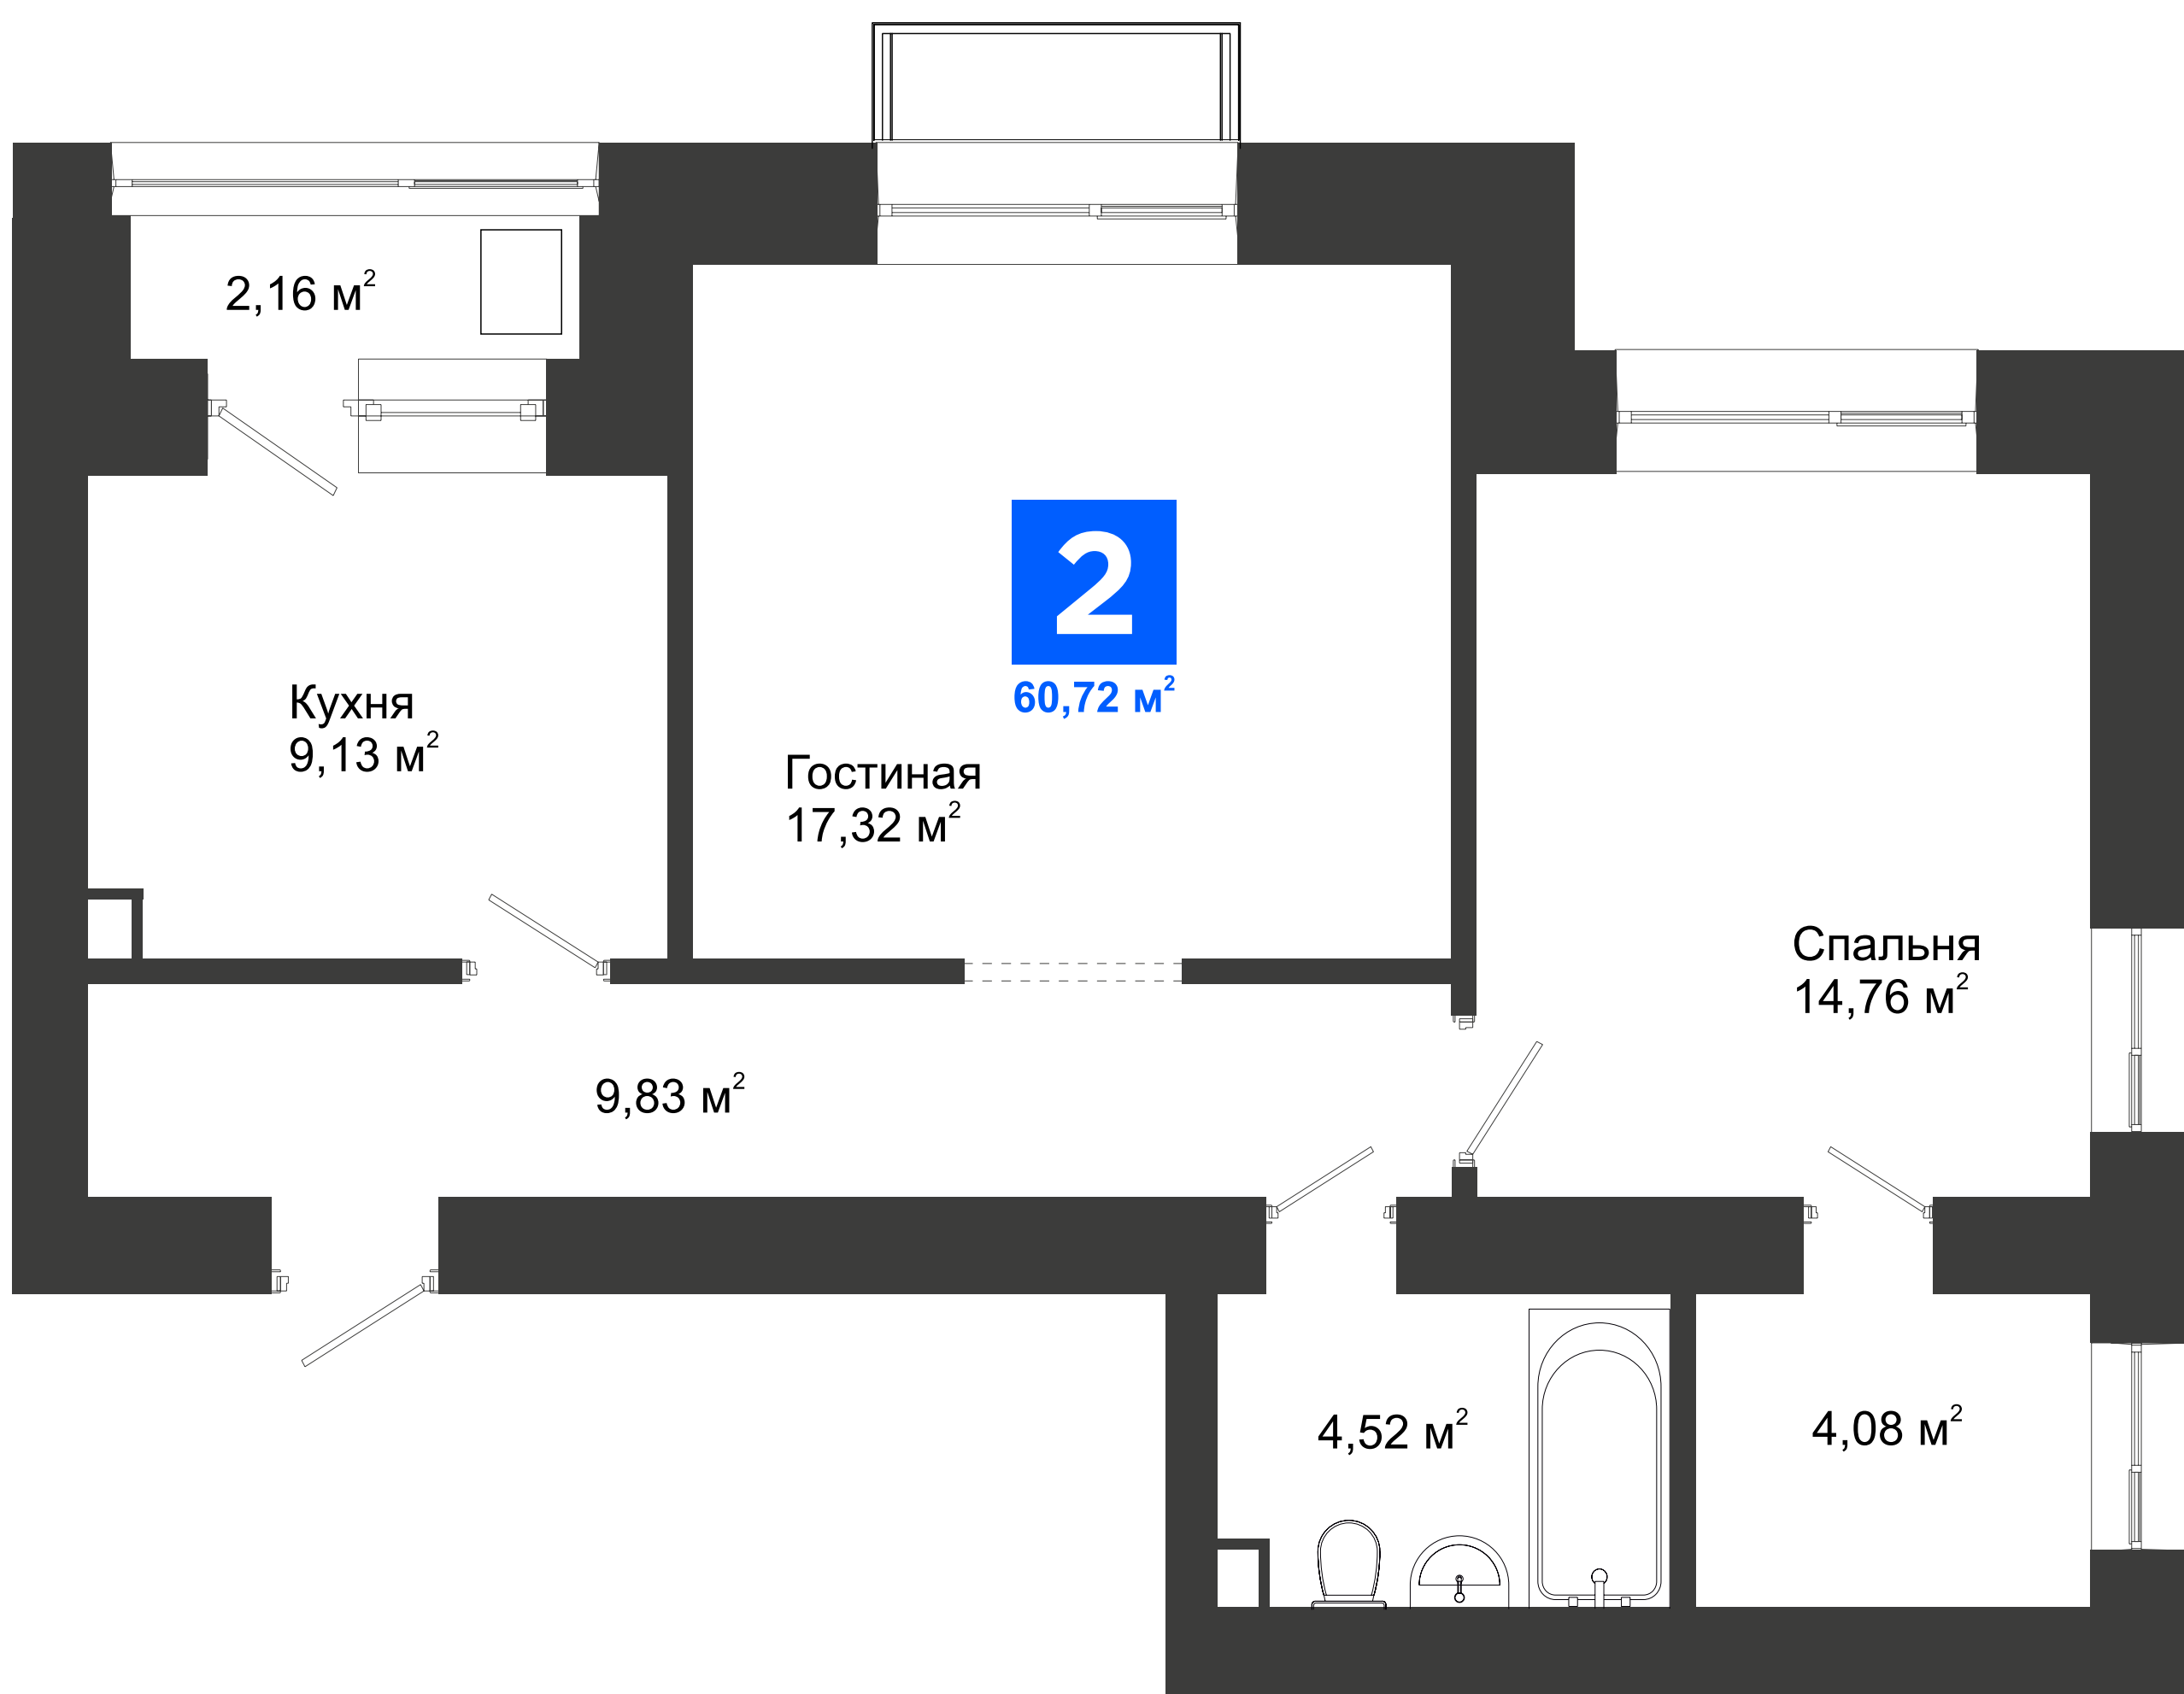 2,16 м²
2
60,72 м²
Кухня
9,13 м²
Гостиная
17,32 м²
Спальня
14,76 м²
9,83 м²
4,52 м²
4,08 м²